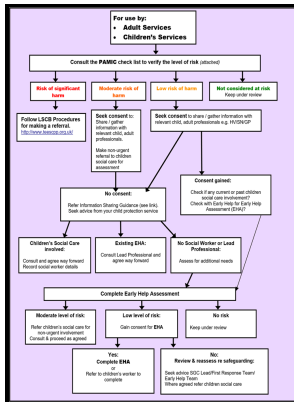 For use by:
• Adult Services
• Children's Services
Consult the PAMIC check list to verify the level of risk (attached)
Risk of significant
harm
Follow LSCB Procedures
for making a referral.
Moderate risk of
harm
Seek consent to:
Share / gather
information with
relevant child, adult
professionals.
Make non-urgent
referral to children
social care for
assessment
Low risk of harm
Seek consent to share / gather information with
relevant child, adult professionals e.g. HV/SN/GP
Not considered at risk
Keep under review
No consent:
Refer Information Sharing Guidance (see link).
Seek advice from your child protection service
Consent gained:
Check if any current or past children
social care involvement?
Check with Early Help for Early Help
Assessment (EHA)?
Children's Social Care
involved:
Consult and agree way forward
Record social worker details
Existing EHA:
Consult Lead Professional and
agree way forward
No Social Worker or Lead
Professional:
Assess for additional needs
Complete Early Help Assessment
Moderate level of risk:
Refer children's social care for
non-urgent involvement
Consult & proceed as agreed
Low level of risk:
Gain consent for EHA
No risk
Keep under review
Yes:
Complete EHA
or
Refer to children's worker to
complete
No:
Review & reassess re safeguarding:
Seek advice SOC Lead/First Response Team/
Early Help Team
Where agreed refer children social care